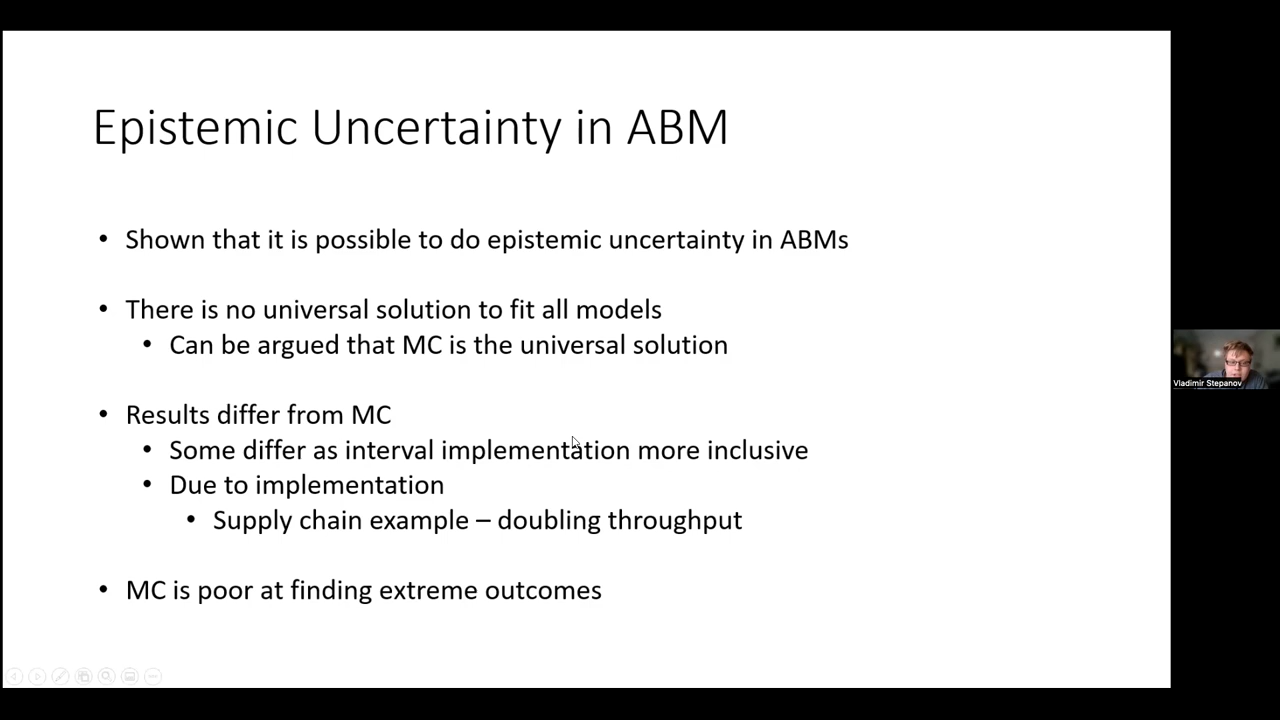 Epistemic Uncertainty in ABM
• Shown that it is possible to do epistemic uncertainty in ABMs
• There is no universal solution to fit all models
• Can be argued that MC is the universal solution
• Results differ from MC
• Some differ as interval implementation more inclusive
• Due to implementation
• Supply chain example – doubling throughput
• MC is poor at finding extreme outcomes
Vladimir Stepanov